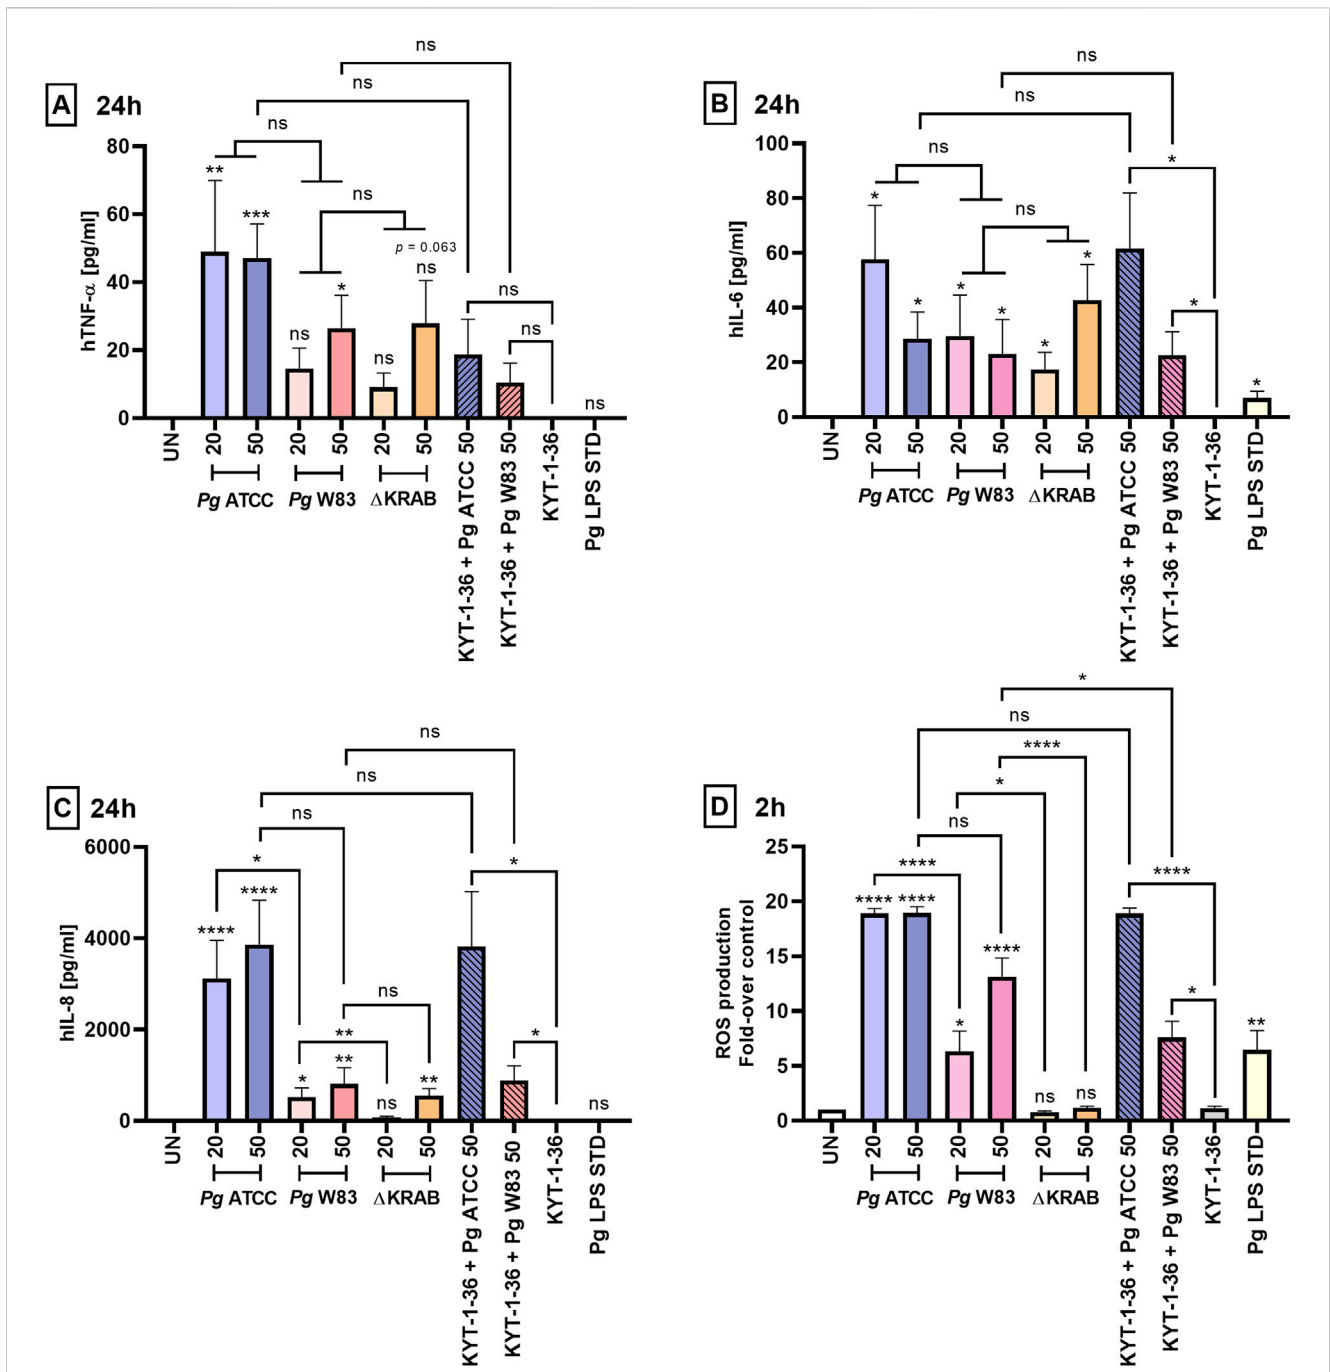 A 24h
ns
ns
ns
ns
ns
ns
** *** ns * ns p = 0.063 ns ns
hTNF-α [pg/ml]
80
60
40
20
0
UN 20 50 20 50 20 50 KYT-1-36 + Pg ATCC 50 KYT-1-36 + Pg W83 50 KYT-1-36 Pg LPS STD
Pg ATCC Pg W83 ΔKRAB
B 24h
ns
ns
ns
ns
*
*
* * * * * * *
hIL-6 [pg/ml]
100
80
60
40
20
0
UN 20 50 20 50 20 50 KYT-1-36 + Pg ATCC 50 KYT-1-36 + Pg W83 50 KYT-1-36 Pg LPS STD
Pg ATCC Pg W83 ΔKRAB
C 24h
ns
ns
ns
*
*
ns
**
*
**** **** * ** ** ns
hIL-8 [pg/ml]
6000
4000
2000
0
UN 20 50 20 50 20 50 KYT-1-36 + Pg ATCC 50 KYT-1-36 + Pg W83 50 KYT-1-36 Pg LPS STD
Pg ATCC Pg W83 ΔKRAB
D 2h
*
ns
****
*
ns
****
****
*
**** **** * **** ns ns **
ROS production
Fold-over control
25
20
15
10
5
0
UN 20 50 20 50 20 50 KYT-1-36 + Pg ATCC 50 KYT-1-36 + Pg W83 50 KYT-1-36 Pg LPS STD
Pg ATCC Pg W83 ΔKRAB